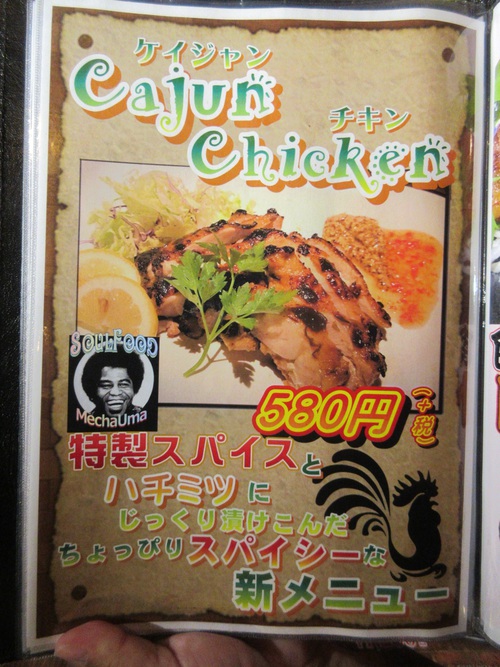 ケイジャン
Cajun
チキン
Chicken
SOULFOOD
MechaUma
580円
(+税)
特製スパイスと
ハチミツに
じっくり漬けこんだ
ちょっぴりスパイシーな
新メニュー